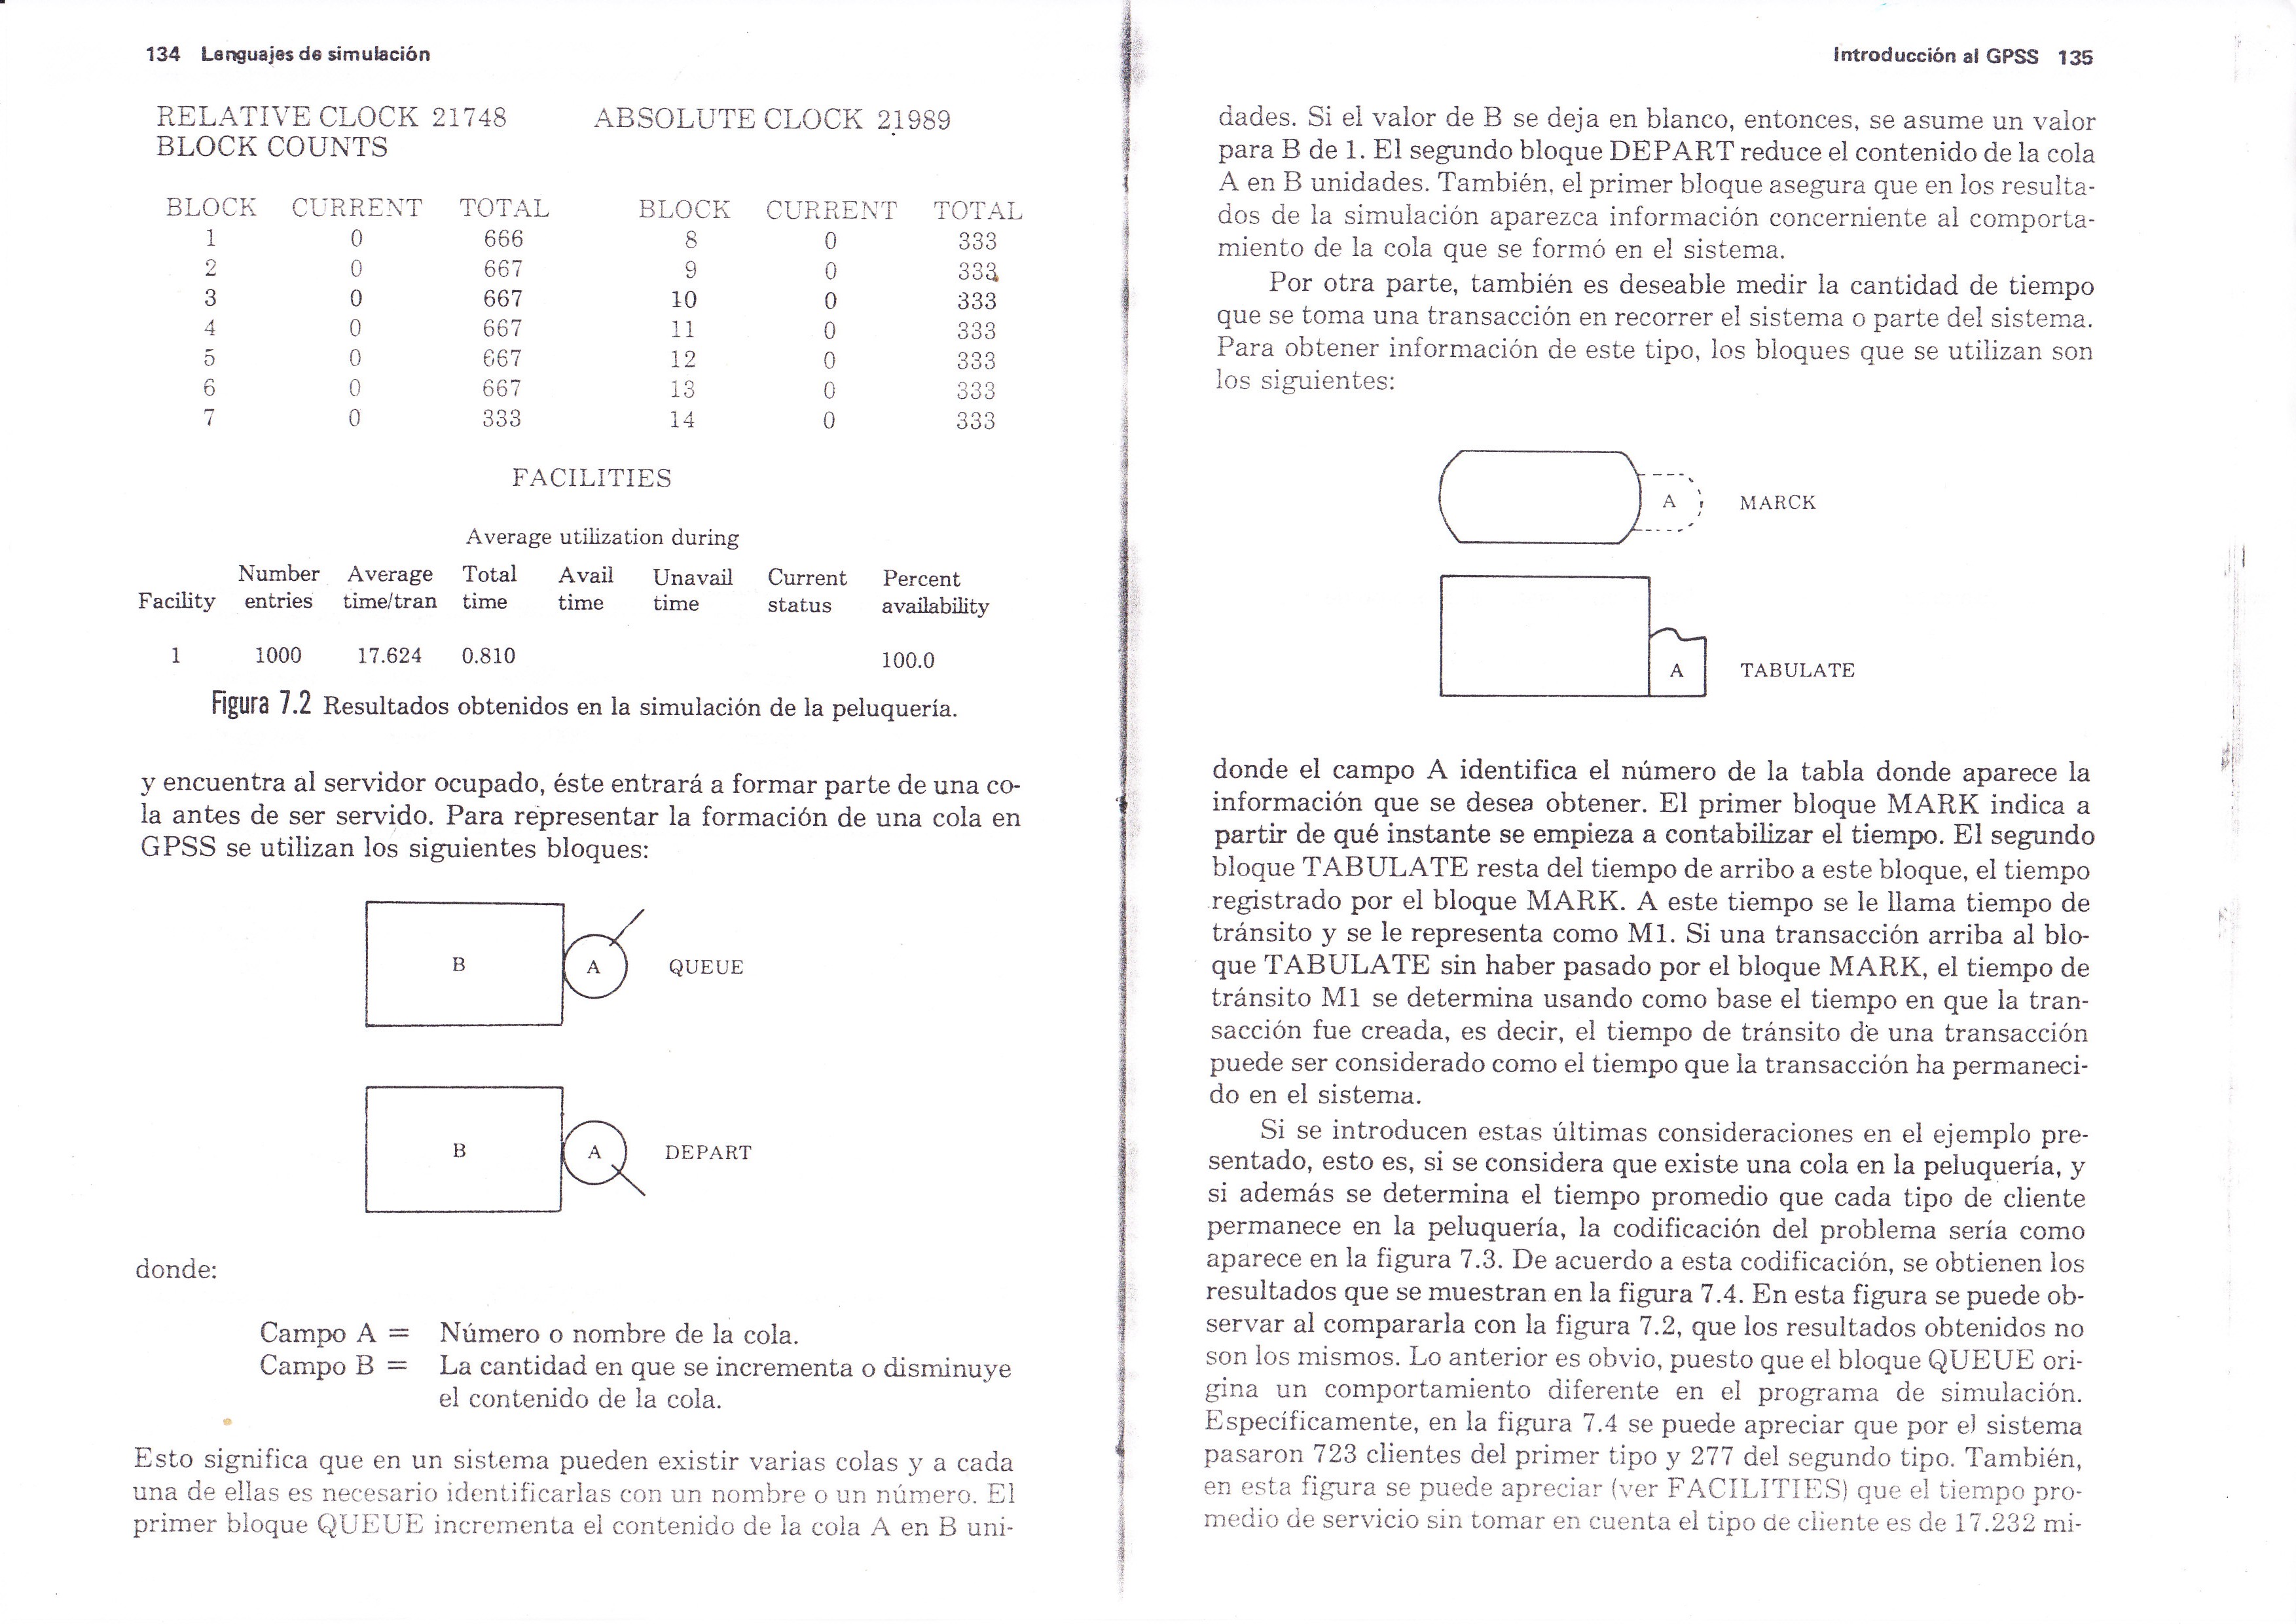 134 Lenguajes de simulación
RELATIVE CLOCK 21748 ABSOLUTE CLOCK 21989
BLOCK COUNTS
BLOCK CURRENT TOTAL BLOCK CURRENT TOTAL
1 0 666 8 0 333
2 0 667 9 0 333
3 0 667 10 0 333
4 0 667 11 0 333
5 0 667 12 0 333
6 0 667 13 0 333
7 0 333 14 0 333
FACILITIES
Average utilization during
Number Average Total Avail Unavail Current Percent
Facility entries time/tran time time time status availability
1 1000 17.624 0.810 100.0
Figura 7.2 Resultados obtenidos en la simulación de la peluquería.
y encuentra al servidor ocupado, éste entrará a formar parte de una co-
la antes de ser servido. Para representar la formación de una cola en
GPSS se utilizan los siguientes bloques:
B A QUEUE
B A DEPART
donde:
Campo A = Número o nombre de la cola.
Campo B = La cantidad en que se incrementa o disminuye
el contenido de la cola.
Esto significa que en un sistema pueden existir varias colas y a cada
una de ellas es necesario identificarlas con un nombre o un número. El
primer bloque QUEUE incrementa el contenido de la cola A en B uni-
Introducción al GPSS 135
dades. Si el valor de B se deja en blanco, entonces, se asume un valor
para B de 1. El segundo bloque DEPART reduce el contenido de la cola
A en B unidades. También, el primer bloque asegura que en los resulta-
dos de la simulación aparezca información concerniente al comporta-
miento de la cola que se formó en el sistema.
Por otra parte, también es deseable medir la cantidad de tiempo
que se toma una transacción en recorrer el sistema o parte del sistema.
Para obtener información de este tipo, los bloques que se utilizan son
los siguientes:
A MARCK
A TABULATE
donde el campo A identifica el número de la tabla donde aparece la
información que se desea obtener. El primer bloque MARK indica a
partir de qué instante se empieza a contabilizar el tiempo. El segundo
bloque TABULATE resta del tiempo de arribo a este bloque, el tiempo
registrado por el bloque MARK. A este tiempo se le llama tiempo de
tránsito y se le representa como M1. Si una transacción arriba al blo-
que TABULATE sin haber pasado por el bloque MARK, el tiempo de
tránsito M1 se determina usando como base el tiempo en que la tran-
sacción fue creada, es decir, el tiempo de tránsito de una transacción
puede ser considerado como el tiempo que la transacción ha permaneci-
do en el sistema.
Si se introducen estas últimas consideraciones en el ejemplo pre-
sentado, esto es, si se considera que existe una cola en la peluquería, y
si además se determina el tiempo promedio que cada tipo de cliente
permanece en la peluquería, la codificación del problema sería como
aparece en la figura 7.3. De acuerdo a esta codificación, se obtienen los
resultados que se muestran en la figura 7.4. En esta figura se puede ob-
servar al compararla con la figura 7.2, que los resultados obtenidos no
son los mismos. Lo anterior es obvio, puesto que el bloque QUEUE ori-
gina un comportamiento diferente en el programa de simulación.
Específicamente, en la figura 7.4 se puede apreciar que por el sistema
pasaron 723 clientes del primer tipo y 277 del segundo tipo. También,
en esta figura se puede apreciar (ver FACILITIES) que el tiempo pro-
medio de servicio sin tomar en cuenta el tipo de cliente es de 17.232 mi-